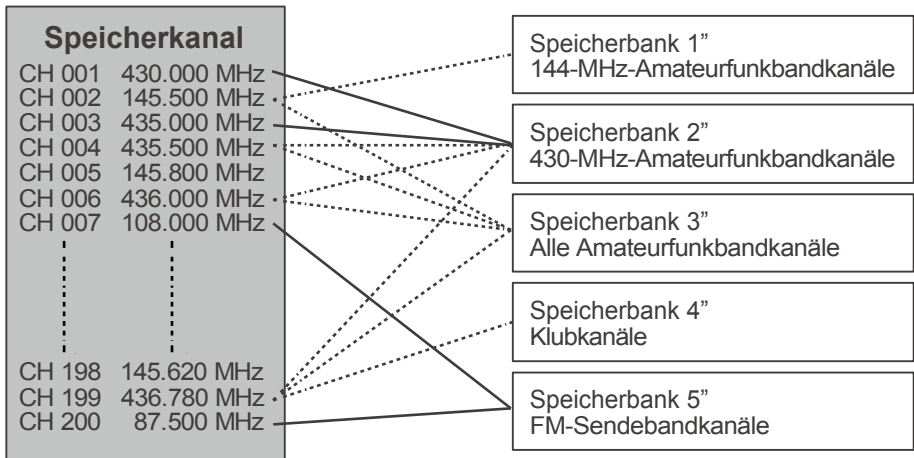 Speicherkanal
CH 001 430.000 MHz
CH 002 145.500 MHz
CH 003 435.000 MHz
CH 004 435.500 MHz
CH 005 145.800 MHz
CH 006 436.000 MHz
CH 007 108.000 MHz
CH 198 145.620 MHz
CH 199 436.780 MHz
CH 200 87.500 MHz
Speicherbank 1”
144-MHz-Amateurfunkbandkanäle
Speicherbank 2”
430-MHz-Amateurfunkbandkanäle
Speicherbank 3”
Alle Amateurfunkbandkanäle
Speicherbank 4”
Klubkanäle
Speicherbank 5”
FM-Sendebandkanäle